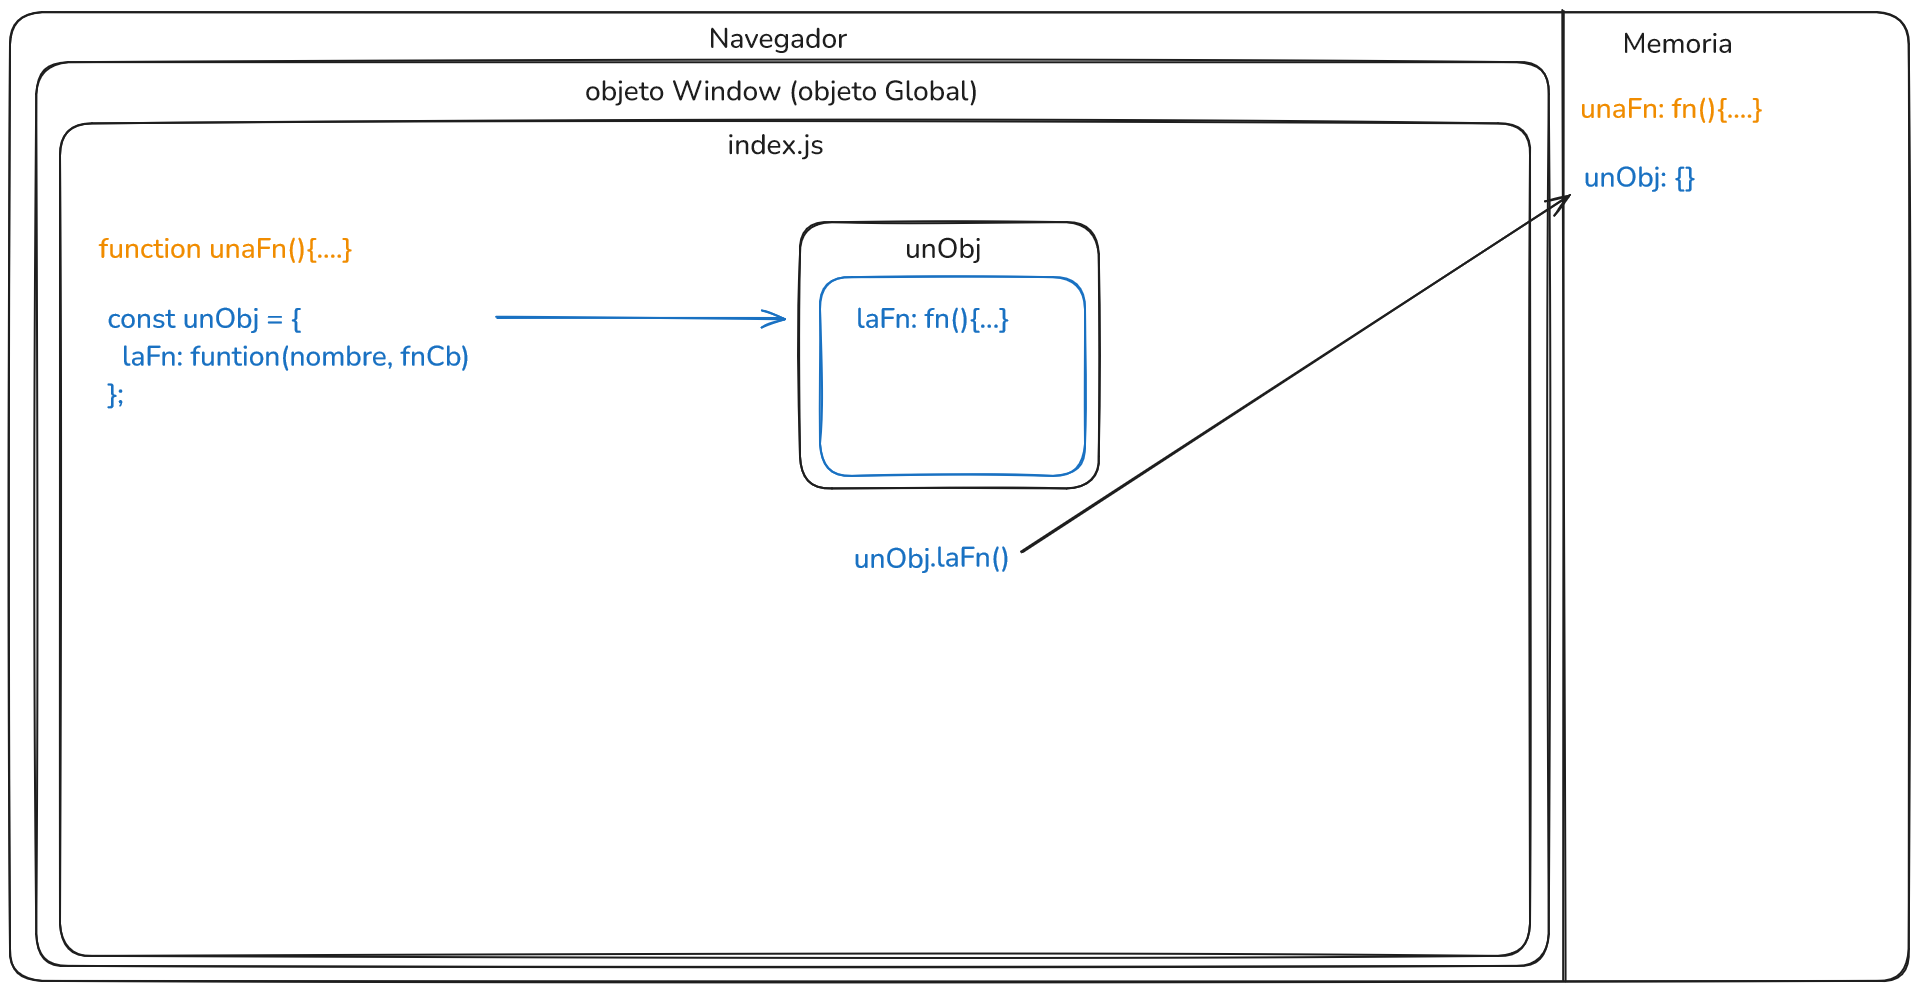 Navegador
Memoria
objeto Window (objeto Global)
index.js
unaFn: fn(){....}
unObj: {}
function unaFn(){....}
const unObj = {
laFn: funtion(nombre, fnCb)
};
unObj
laFn: fn(){...}
unObj.laFn()